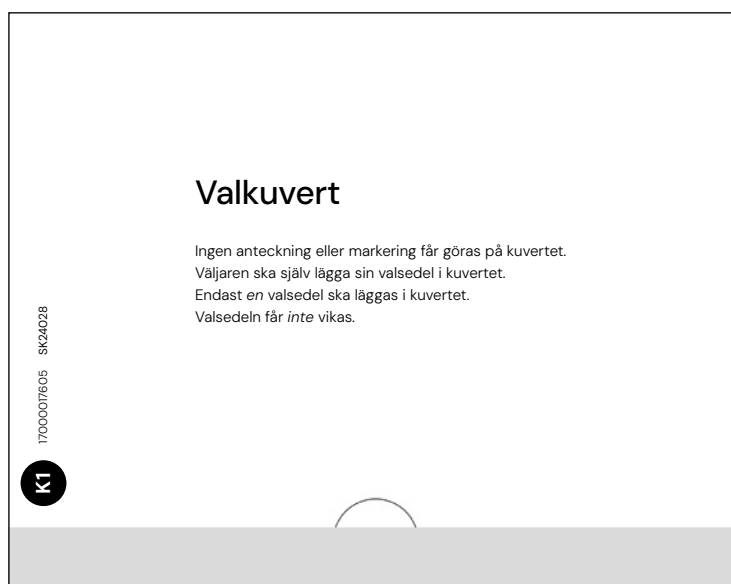 Valkuvert
Ingen anteckning eller markering får göras på kuvertet.
Väljaren ska själv lägga sin valsedel i kuvertet.
Endast en valsedel ska läggas i kuvertet.
Valsedeln får inte vikas.
17000017605 SK24028
K1